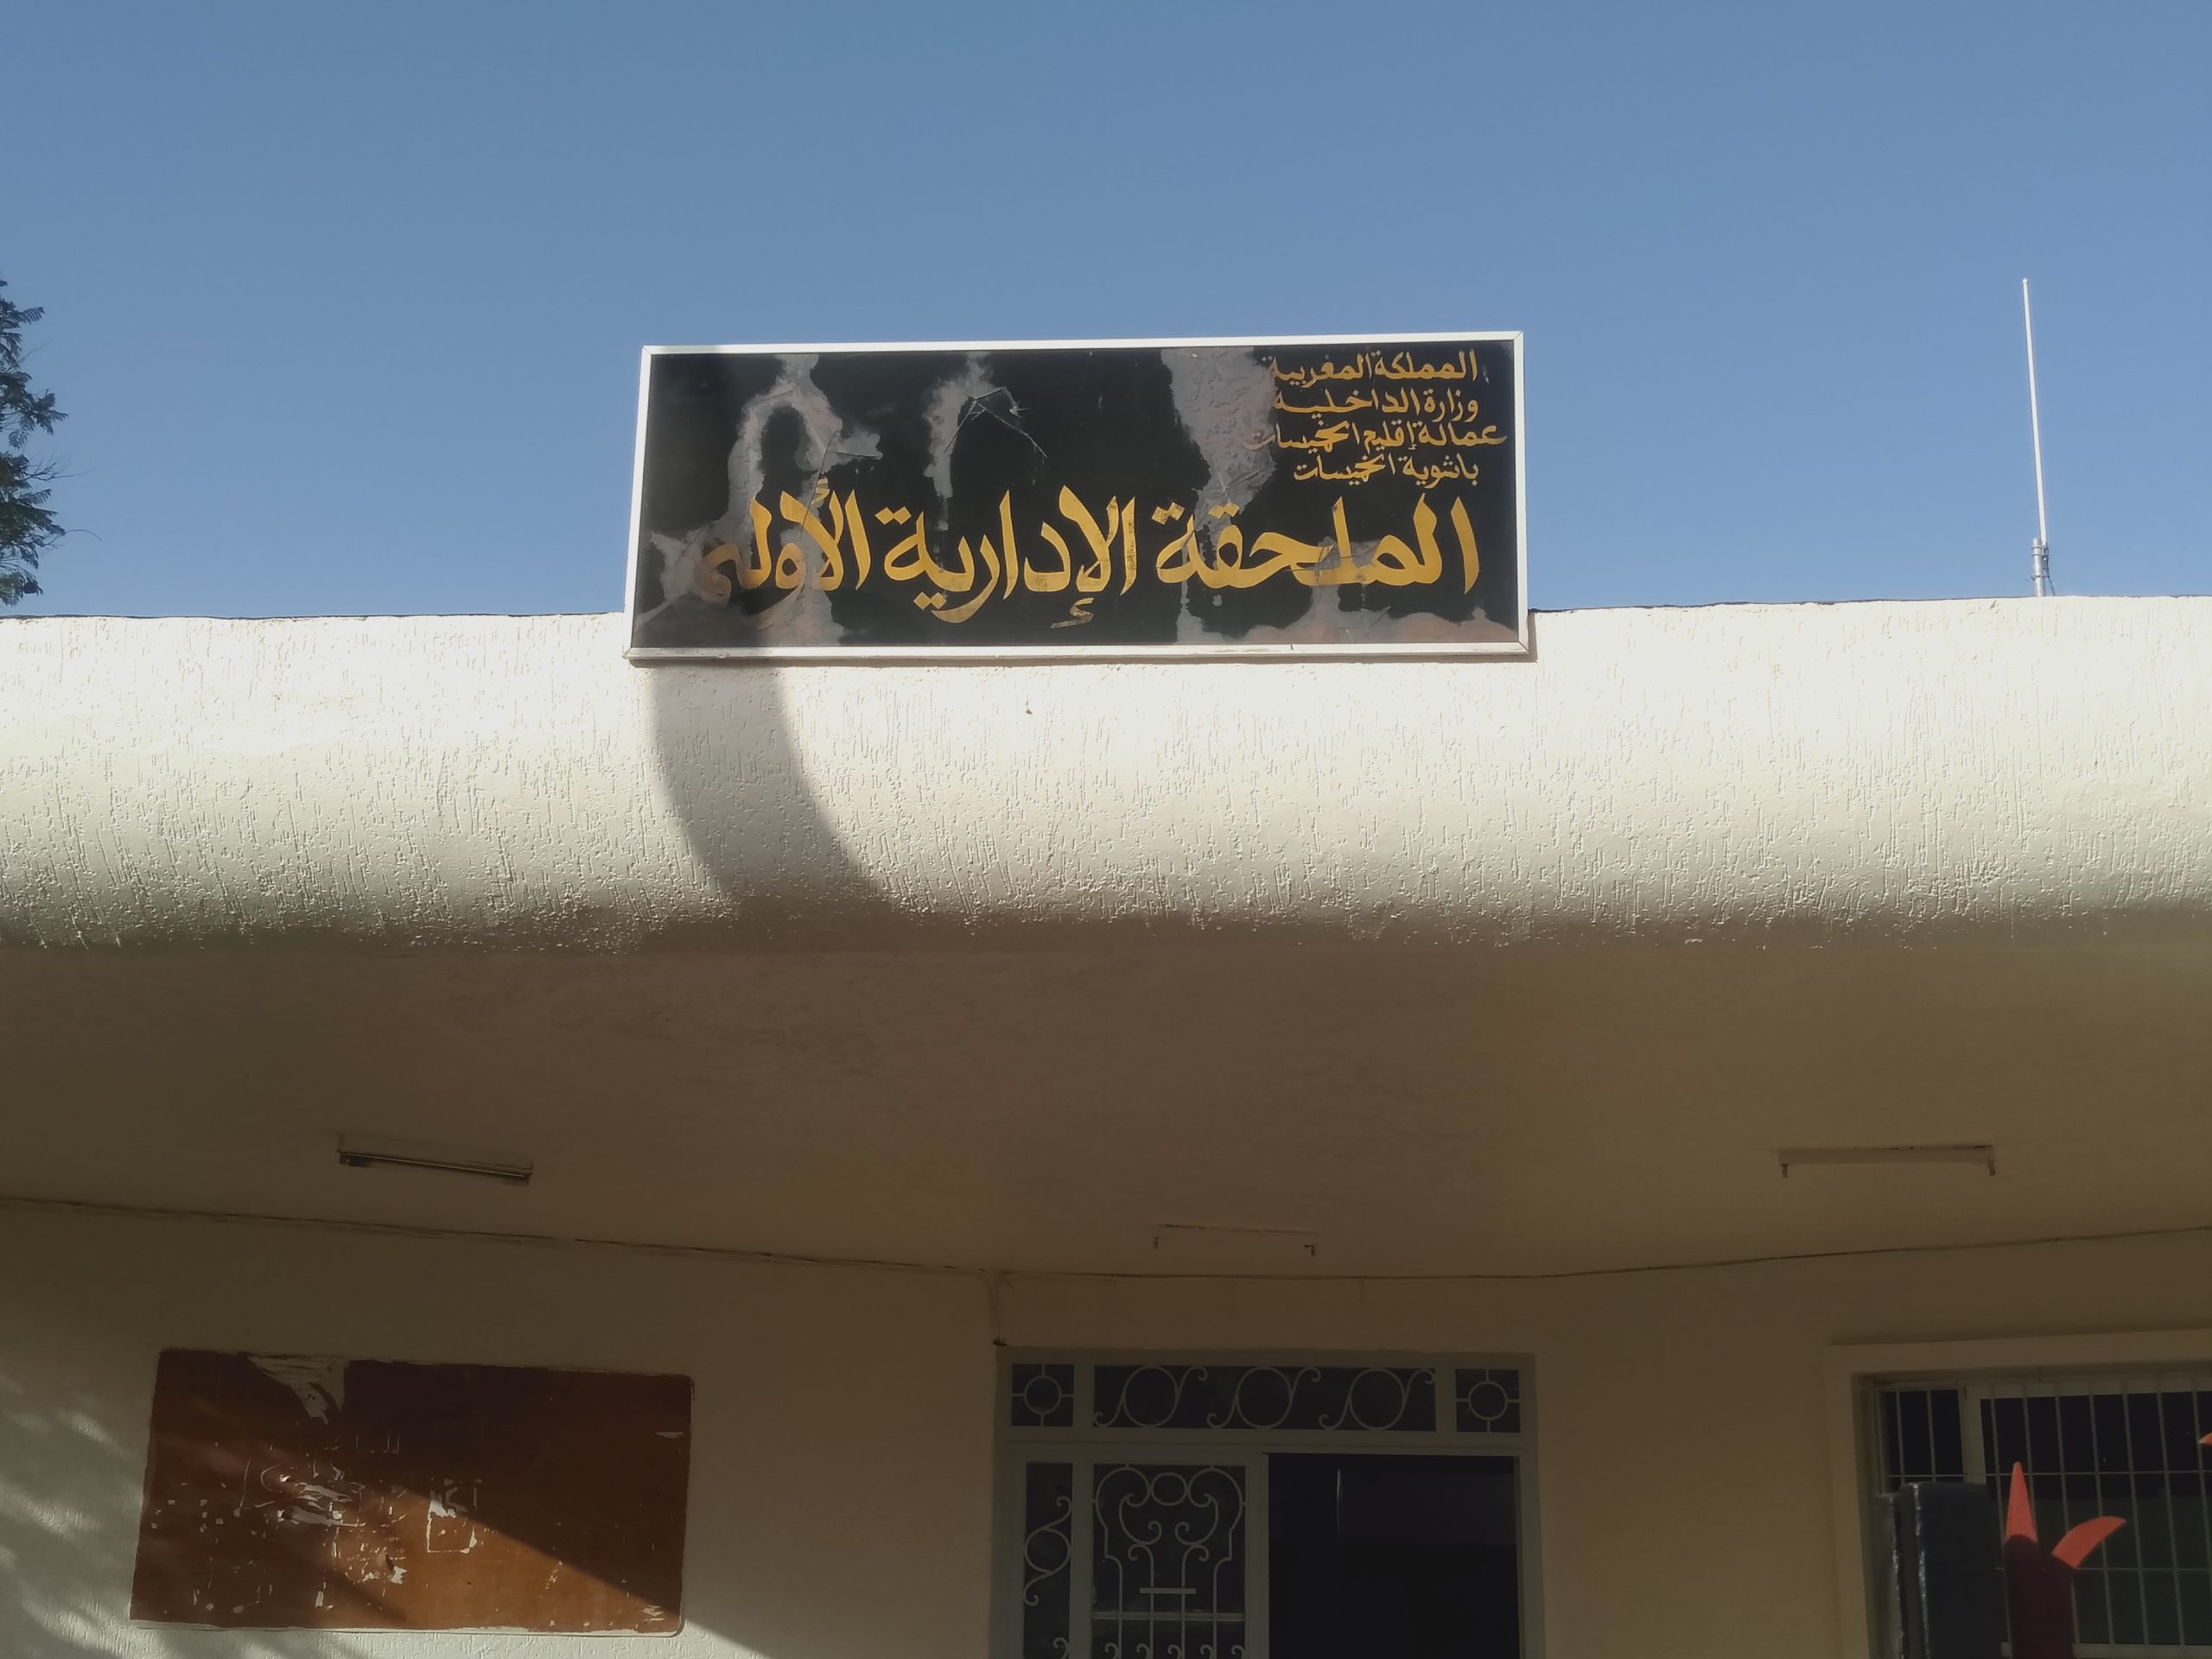 المملكة المغربية
وزارة الداخلية
عمالة إقليم الخميسات
باشوية الخميسات
الملحقة الإدارية الأولى